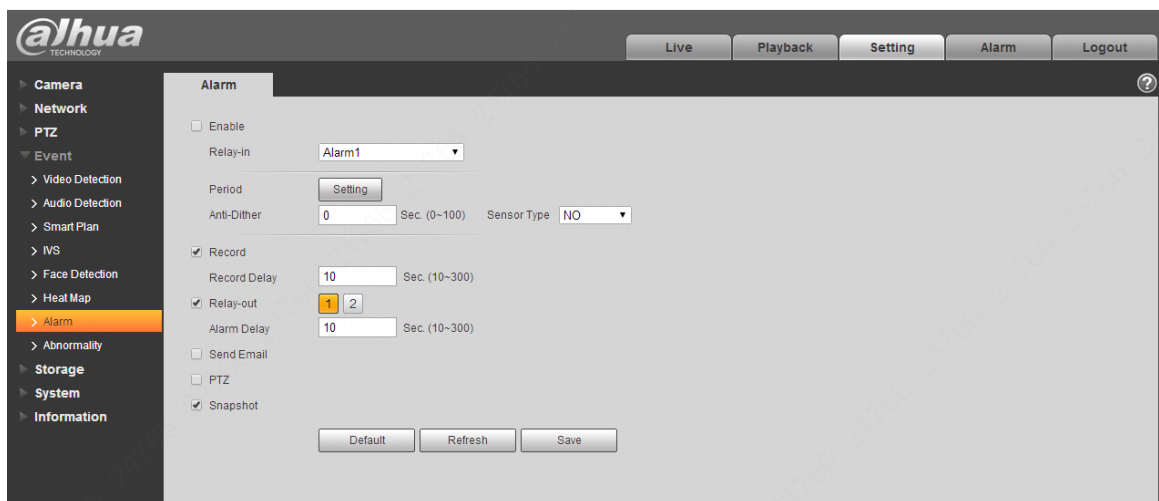 alhua
TECHNOLOGY
Live Playback Setting Alarm Logout
Camera
Network
PTZ
Event
Video Detection
Audio Detection
Smart Plan
IVS
Face Detection
Heat Map
Alarm
Abnormality
Storage
System
Information
Alarm ?
Enable
Relay-in Alarm1
Period Setting
Anti-Dither 0 Sec. (0~100) Sensor Type NO
Record
Record Delay 10 Sec. (10~300)
Relay-out 1 2
Alarm Delay 10 Sec. (10~300)
Send Email
PTZ
Snapshot
Default Refresh Save